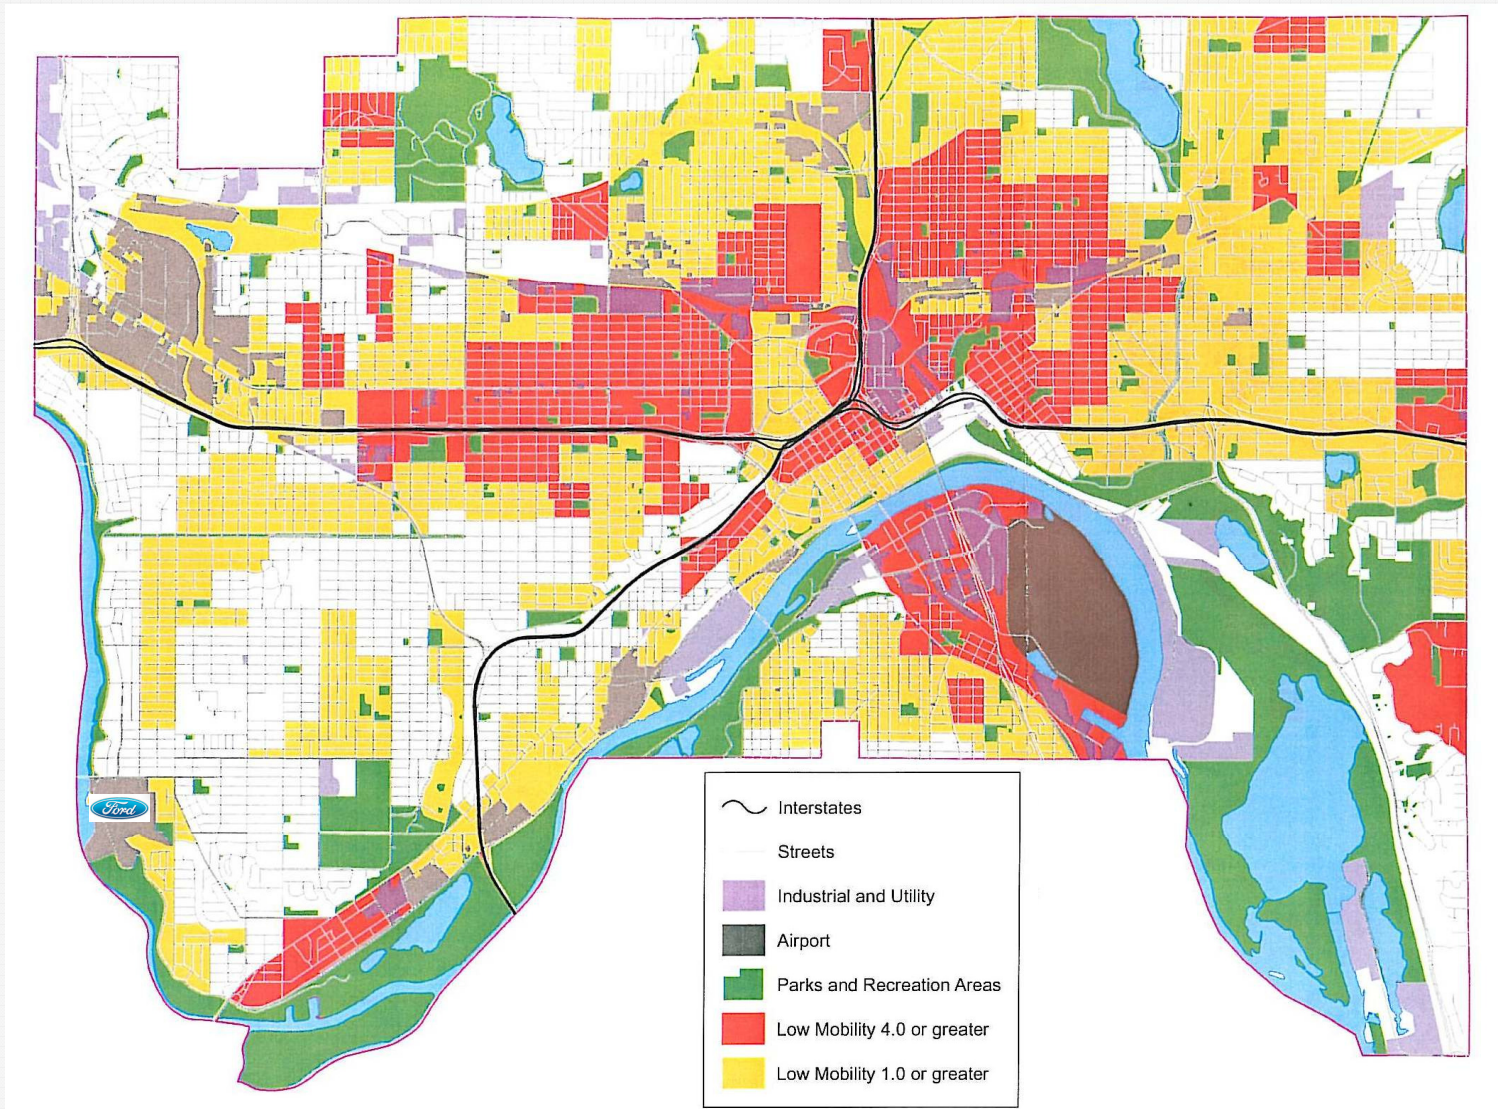 Ford
Interstates
Streets
Industrial and Utility
Airport
Parks and Recreation Areas
Low Mobility 4.0 or greater
Low Mobility 1.0 or greater